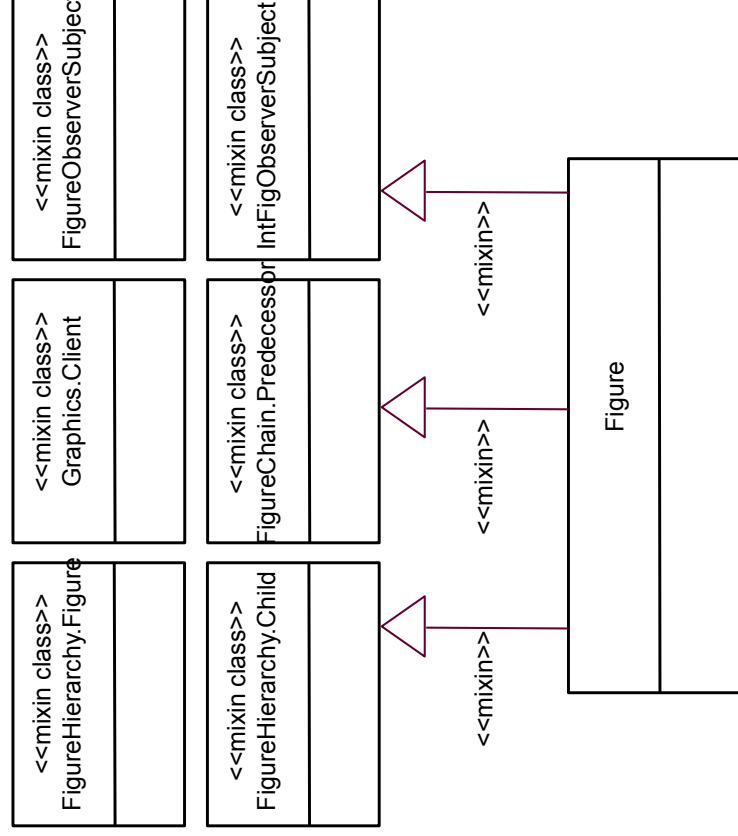 <<mixin class>>
FigureHierarchy.Figure
<<mixin class>>
Graphics.Client
<<mixin class>>
FigureObserverSubjec
<<mixin class>>
FigureHierarchy.Child
<<mixin class>>
FigureChain.Predecessor
<<mixin class>>
IntFigObserverSubject
<<mixin>>
<<mixin>>
<<mixin>>
Figure